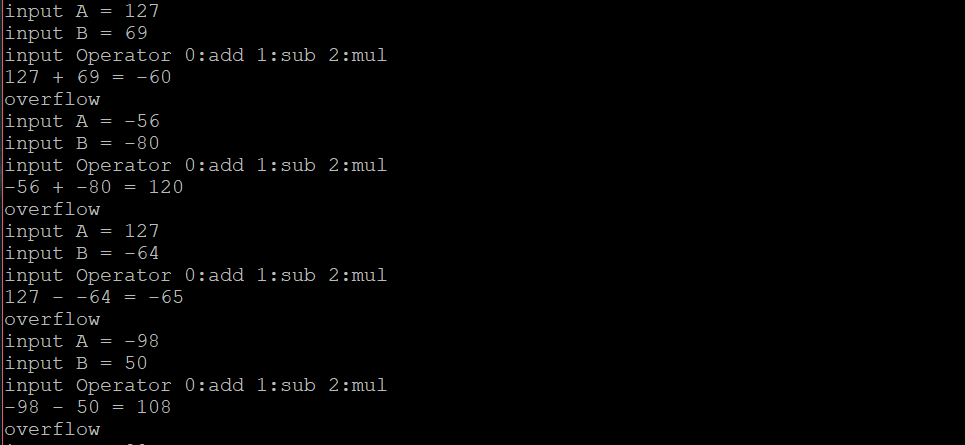 input A = 127
input B = 69
input Operator 0:add 1:sub 2:mul
127 + 69 = -60
overflow
input A = -56
input B = -80
input Operator 0:add 1:sub 2:mul
-56 + -80 = 120
overflow
input A = 127
input B = -64
input Operator 0:add 1:sub 2:mul
127 - -64 = -65
overflow
input A = -98
input B = 50
input Operator 0:add 1:sub 2:mul
-98 - 50 = 108
overflow